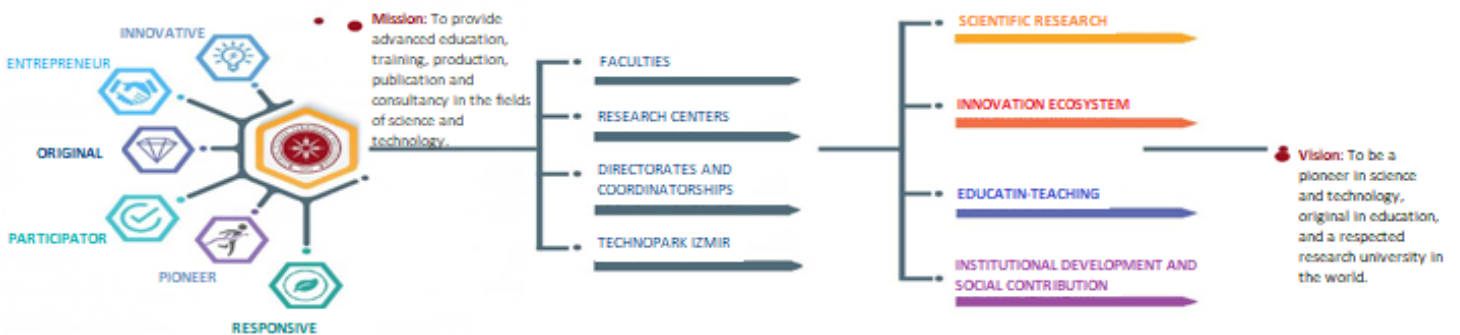 INNOVATIVE
ENTREPRENEUR
ORIGINAL
PARTICIPATOR
PIONEER
RESPONSIVE
Mission: To provide
advanced education,
training, production,
publication and
consultancy in the fields
of science and
technology.
FACULTIES
RESEARCH CENTERS
DIRECTORATES AND
COORDINATORSHIPS
TECHNOPARK IZMIR
SCIENTIFIC RESEARCH
INNOVATION ECOSYSTEM
EDUCATIN-TEACHING
INSTITUTIONAL DEVELOPMENT AND
SOCIAL CONTRIBUTION
Vision: To be a
pioneer in science
and technology,
original in education,
and a respected
research university in
the world.